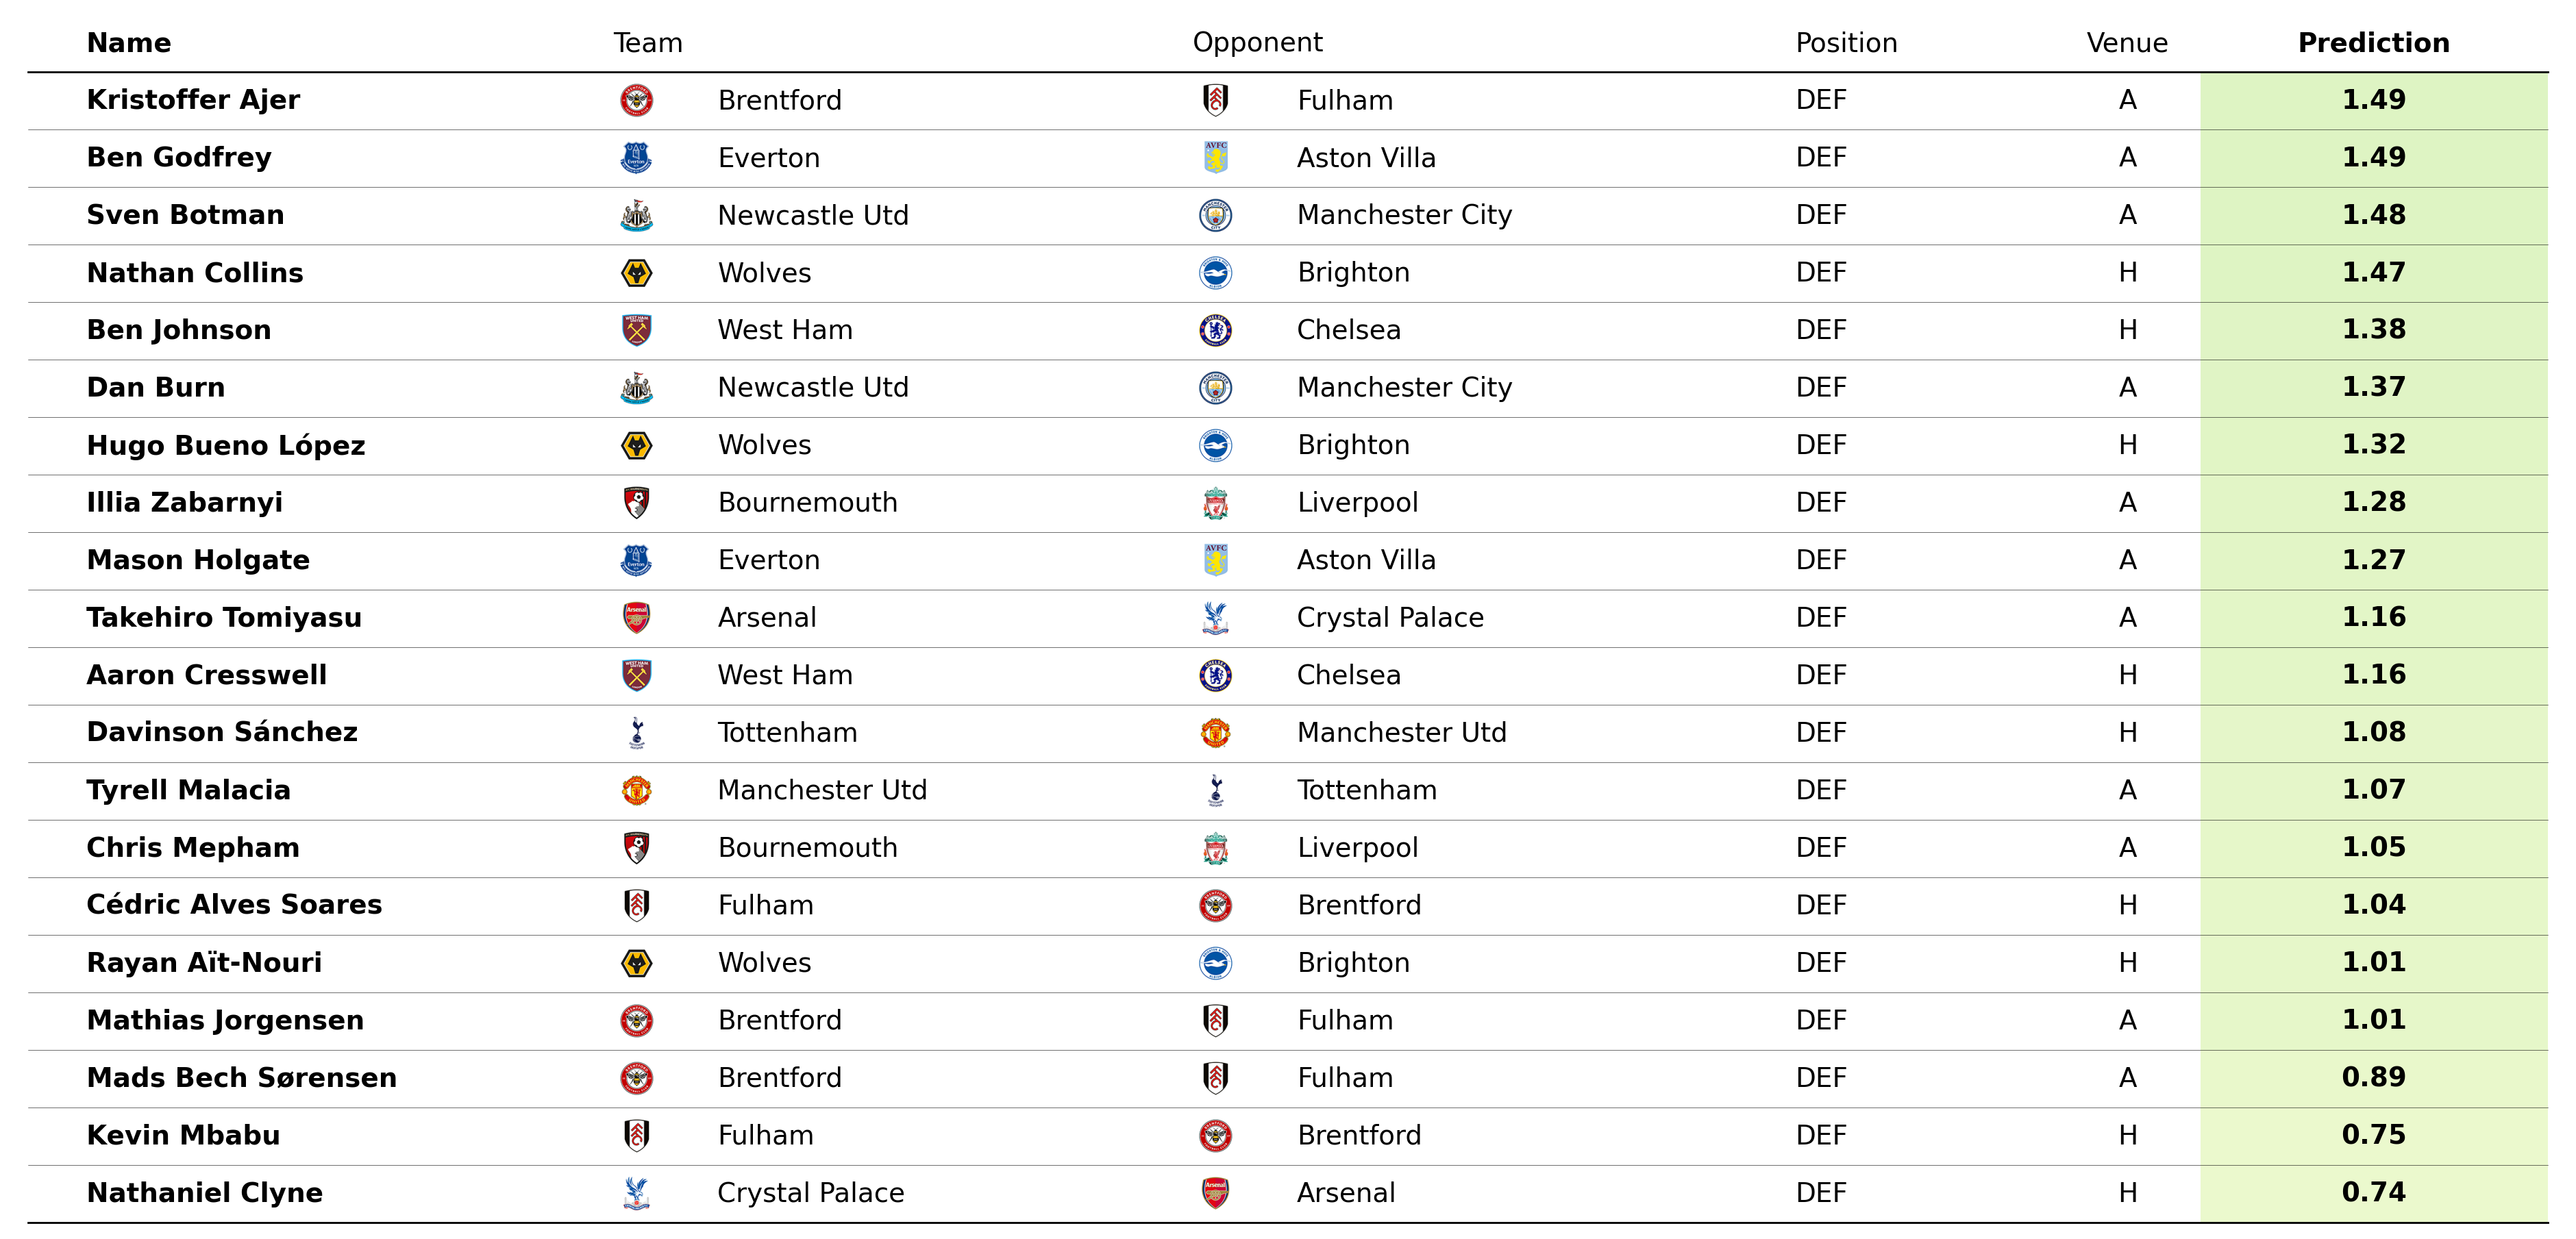 Name Team Opponent Position Venue Prediction
Kristoffer Ajer Brentford Fulham DEF A 1.49
Ben Godfrey Everton Aston Villa DEF A 1.49
Sven Botman Newcastle Utd Manchester City DEF A 1.48
Nathan Collins Wolves Brighton DEF H 1.47
Ben Johnson West Ham Chelsea DEF H 1.38
Dan Burn Newcastle Utd Manchester City DEF A 1.37
Hugo Bueno López Wolves Brighton DEF H 1.32
Illia Zabarnyi Bournemouth Liverpool DEF A 1.28
Mason Holgate Everton Aston Villa DEF A 1.27
Takehiro Tomiyasu Arsenal Crystal Palace DEF A 1.16
Aaron Cresswell West Ham Chelsea DEF H 1.16
Davinson Sánchez Tottenham Manchester Utd DEF H 1.08
Tyrell Malacia Manchester Utd Tottenham DEF A 1.07
Chris Mepham Bournemouth Liverpool DEF A 1.05
Cédric Alves Soares Fulham Brentford DEF H 1.04
Rayan Aït-Nouri Wolves Brighton DEF H 1.01
Mathias Jorgensen Brentford Fulham DEF A 1.01
Mads Bech Sørensen Brentford Fulham DEF A 0.89
Kevin Mbabu Fulham Brentford DEF H 0.75
Nathaniel Clyne Crystal Palace Arsenal DEF H 0.74